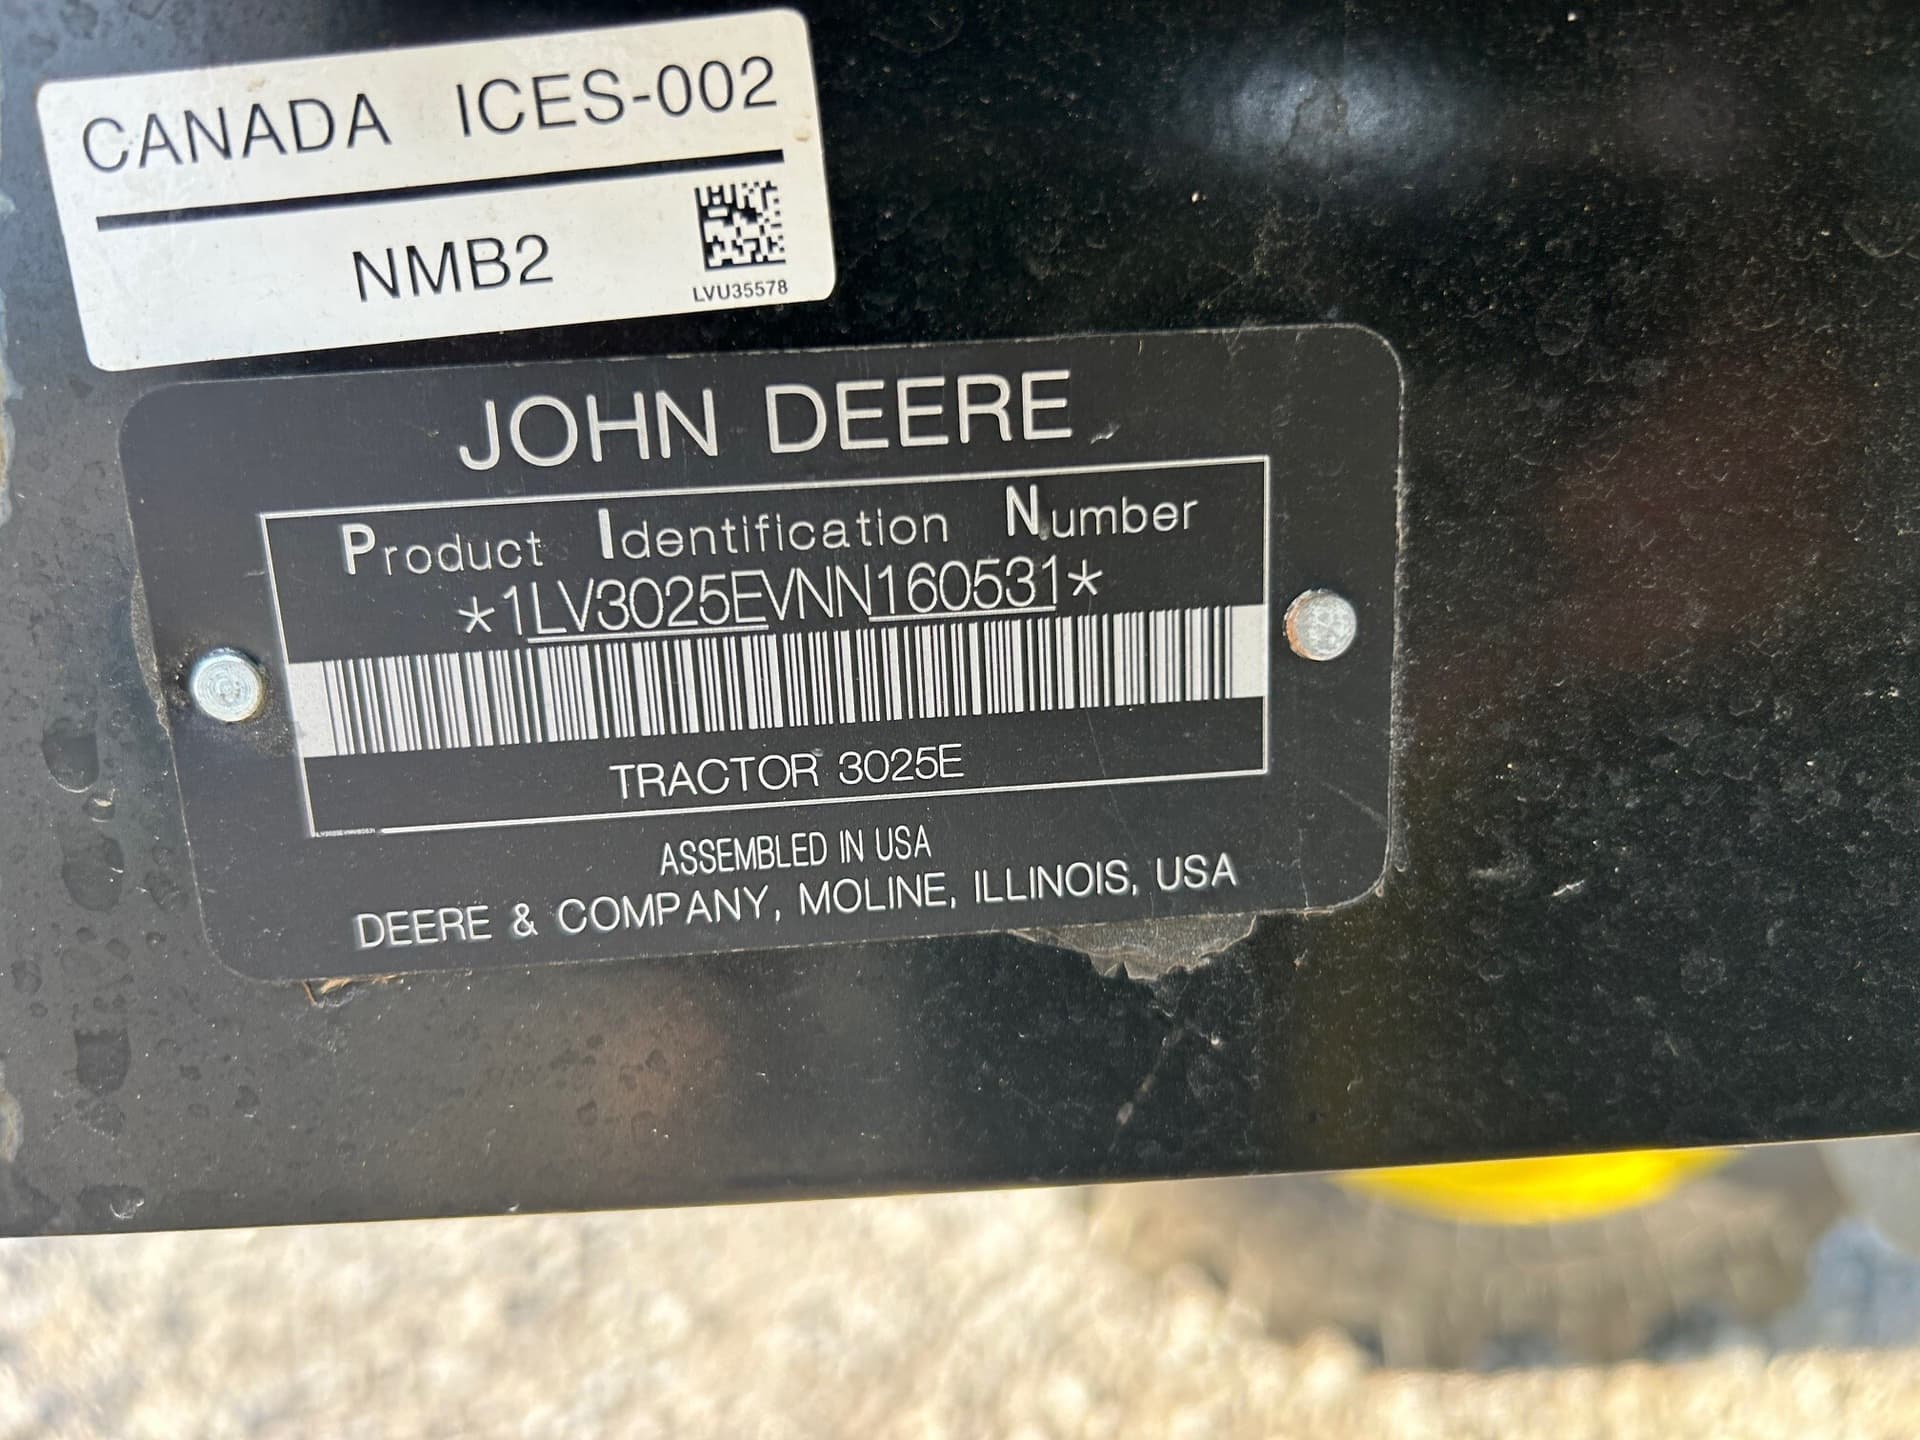 CANADA ICES-002
NMB2
LVU35578
JOHN DEERE
Product Identification Number
*1LV3025EVNN160531*
TRACTOR 3025E
ASSEMBLED IN USA
DEERE & COMPANY, MOLINE, ILLINOIS, USA